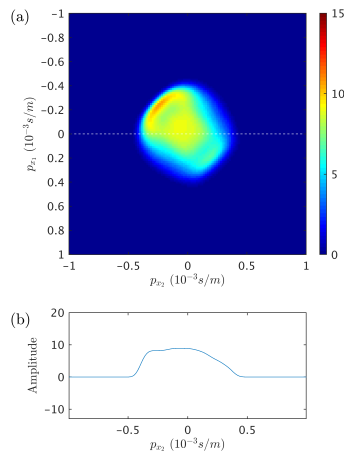 (a)
−1
0.8
0.6
−0.4
−0.2
0
0.2
0.4
0.6
0.8
1
p_{x_1} (10^{-3}s/m)
−1 −0.5 0 0.5 1
p_{x_2} (10^{-3}s/m)
15
10
5
0
(b)
20
10
0
−10
Amplitude
−0.5 0 0.5
p_{x_2} (10^{-3}s/m)